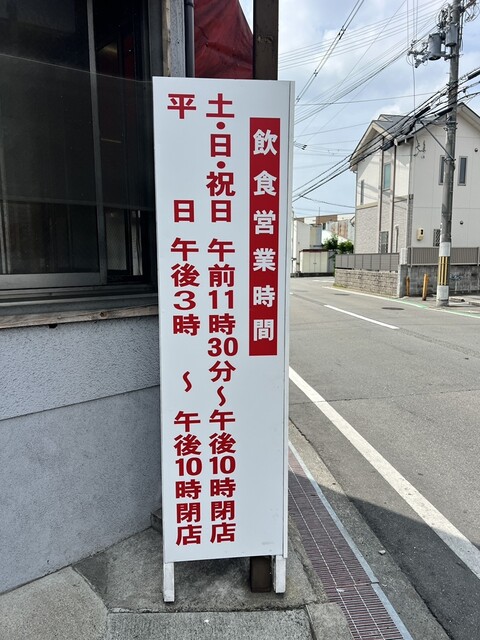 飲食営業時間
土・日・祝日 午前11時30分～午後10時閉店
平日 午後3時 ～ 午後10時閉店